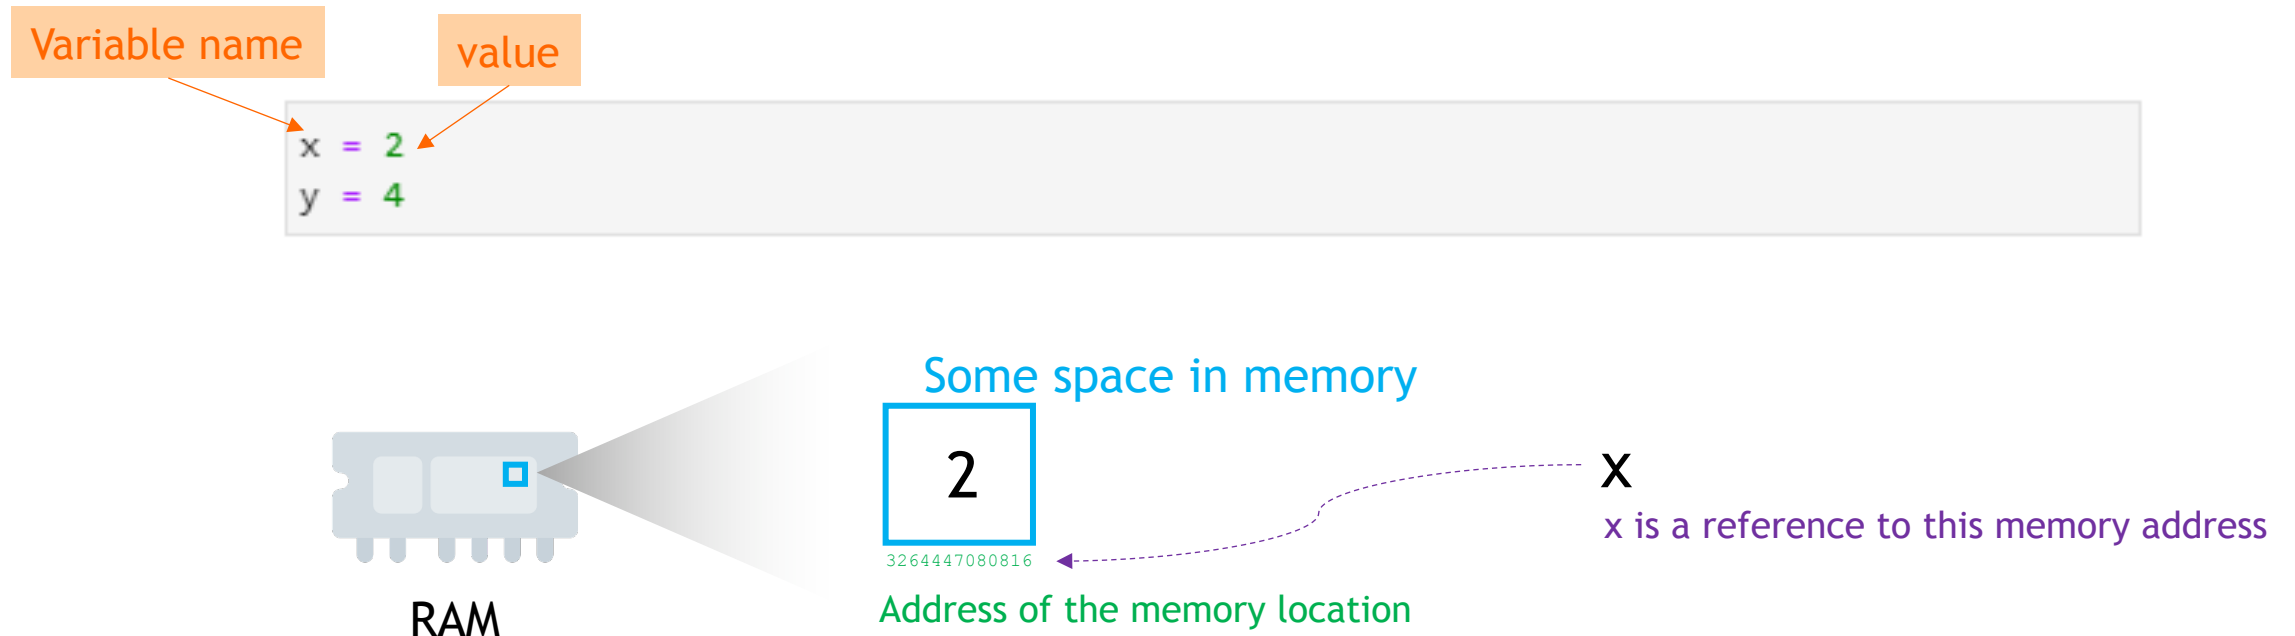 Variable name
value
x = 2
y = 4
Some space in memory
2
x
x is a reference to this memory address
3264447080816
Address of the memory location
RAM